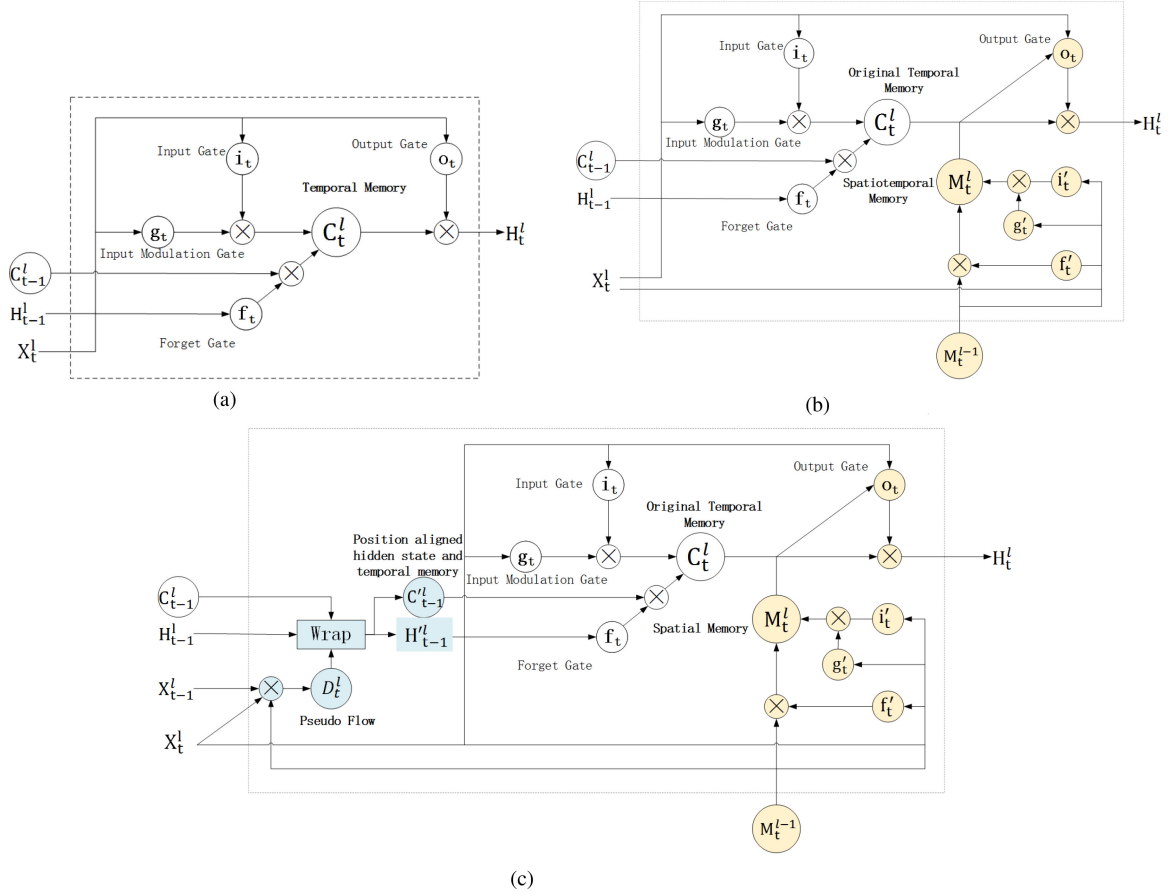 Input Gate
i_t
Output Gate
o_t
Temporal Memory
g_t
C_t^l
H_t^l
Input Modulation Gate
C_{t-1}^l
H_{t-1}^l
f_t
Forget Gate
X_t^l
(a)
Input Gate
i_t
Output Gate
o_t
Original Temporal
Memory
g_t
C_t^l
H_t^l
Input Modulation Gate
C_{t-1}^l
H_{t-1}^l
f_t
Forget Gate
Spatiotemporal
Memory
M_t^l
i'_t
g'_t
f'_t
X_t^l
M_t^{l-1}
(b)
Input Gate
i_t
Output Gate
o_t
Original Temporal
Memory
Position aligned
hidden state and
temporal memory
g_t
C_t^l
H_t^l
Input Modulation Gate
C_{t-1}^l
C'^l_{t-1}
H_{t-1}^l
Wrap
H'^l_{t-1}
f_t
Forget Gate
Spatial Memory
M_t^l
i'_t
g'_t
X_{t-1}^l
D_t^l
Pseudo Flow
f'_t
X_t^l
M_t^{l-1}
(c)